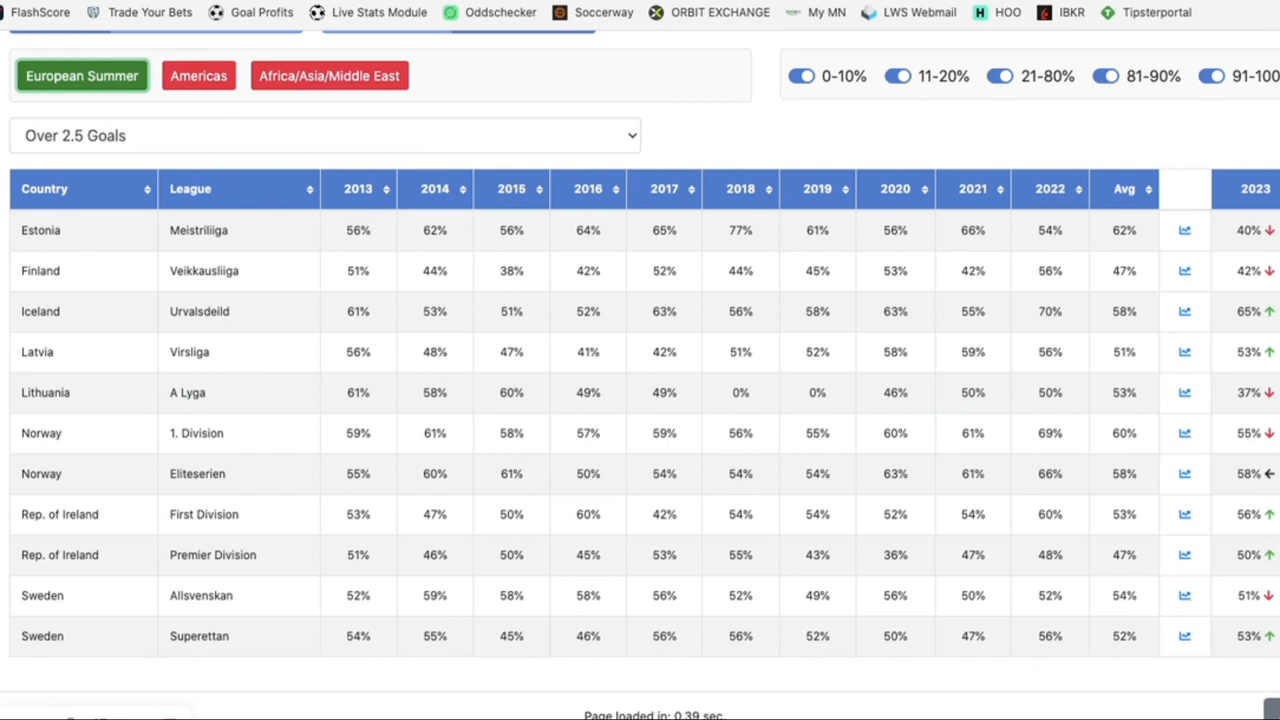 FlashScore Trade Your Bets Goal Profits Live Stats Module Oddschecker Soccerway ORBIT EXCHANGE My MN LWS Webmail HOO IBKR Tipsterportal
European Summer Americas Africa/Asia/Middle East 0-10% 11-20% 21-80% 81-90% 91-100
Over 2.5 Goals
Country League 2013 2014 2015 2016 2017 2018 2019 2020 2021 2022 Avg 2023
Estonia Meistriliiga 56% 62% 56% 64% 65% 77% 61% 56% 66% 54% 62% 40%
Finland Veikkausliiga 51% 44% 38% 42% 52% 44% 45% 53% 42% 56% 47% 42%
Iceland Urvalsdeild 61% 53% 51% 52% 63% 56% 58% 63% 55% 70% 58% 65%
Latvia Virsliga 56% 48% 47% 41% 42% 51% 52% 58% 59% 56% 51% 53%
Lithuania A Lyga 61% 58% 60% 49% 49% 0% 0% 46% 50% 50% 53% 37%
Norway 1. Division 59% 61% 58% 57% 59% 56% 55% 60% 61% 69% 60% 55%
Norway Eliteserien 55% 60% 61% 50% 54% 54% 54% 63% 61% 66% 58% 58%
Rep. of Ireland First Division 53% 47% 50% 60% 42% 54% 54% 52% 54% 60% 53% 56%
Rep. of Ireland Premier Division 51% 46% 50% 45% 53% 55% 43% 36% 47% 48% 47% 50%
Sweden Allsvenskan 52% 59% 58% 58% 56% 52% 49% 56% 50% 52% 54% 51%
Sweden Superettan 54% 55% 45% 46% 56% 56% 52% 50% 47% 56% 52% 53%
Page loaded in: 0.39 sec.